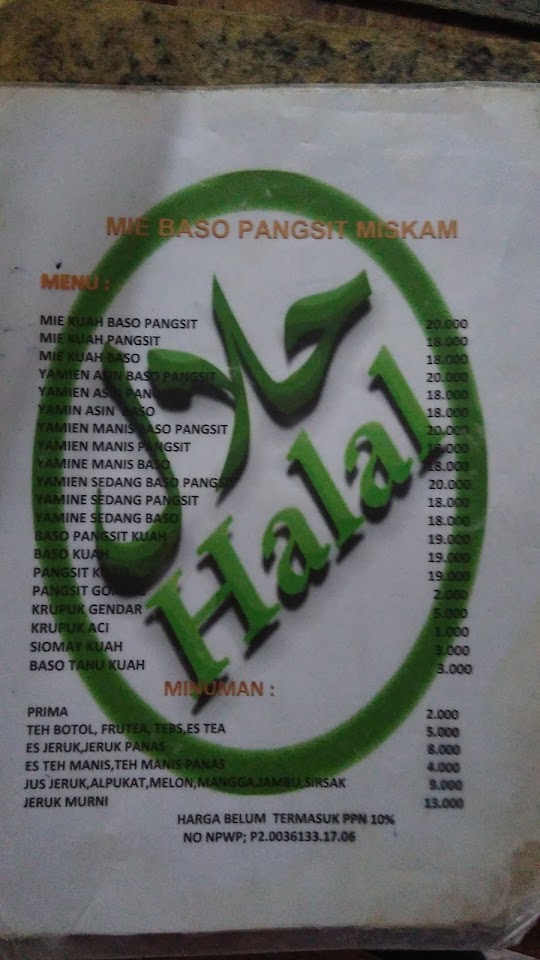 MIE BASO PANGSIT MISKAM
MENU :
MIE KUAH BASO PANGSIT 20.000
MIE KUAH PANGSIT 18.000
MIE KUAH BASO 18.000
YAMIEN ASIN BASO PANGSIT 20.000
YAMIEN ASIN PANGSIT 18.000
YAMIN ASIN BASO 18.000
YAMIEN MANIS BASO PANGSIT 20.000
YAMIEN MANIS PANGSIT 18.000
YAMINE MANIS BASO 18.000
YAMIEN SEDANG BASO PANGSIT 20.000
YAMINE SEDANG PANGSIT 18.000
YAMINE SEDANG BASO 18.000
BASO PANGSIT KUAH 19.000
BASO KUAH 19.000
PANGSIT KUAH 19.000
PANGSIT GORENG 2.000
KRUPUK GENDAR 5.000
KRUPUK ACI 1.000
SIOMAY KUAH 3.000
BASO TAHU KUAH 3.000
حلال
Halal
MINUMAN :
PRIMA 2.000
TEH BOTOL, FRUTEA, TEBS,ES TEA 5.000
ES JERUK,JERUK PANAS 8.000
ES TEH MANIS,TEH MANIS PANAS 4.000
JUS JERUK,ALPUKAT,MELON,MANGGA,JAMBU,SIRSAK 9.000
JERUK MURNI 13.000
HARGA BELUM TERMASUK PPN 10%
NO NPWP; P2.0036133.17.06